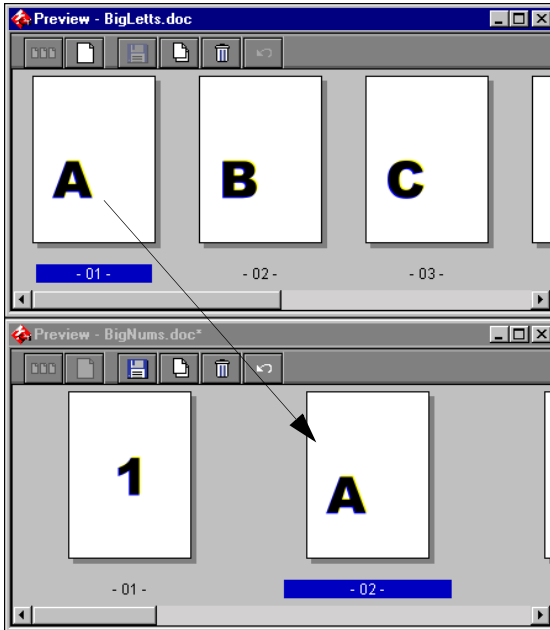 Preview - BigLetts.doc
A B C
- 01 - - 02 - - 03 -
Preview - BigNums.doc*
1 A
- 01 - - 02 -